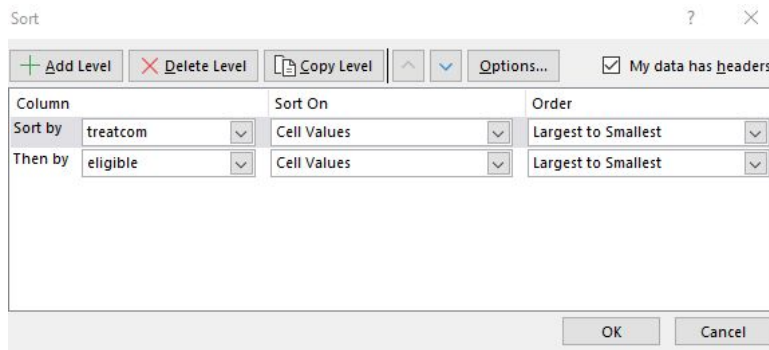 Sort ?
Add Level Delete Level Copy Level Options... My data has headers
Column Sort On Order
Sort by treatcom Cell Values Largest to Smallest
Then by eligible Cell Values Largest to Smallest
OK Cancel